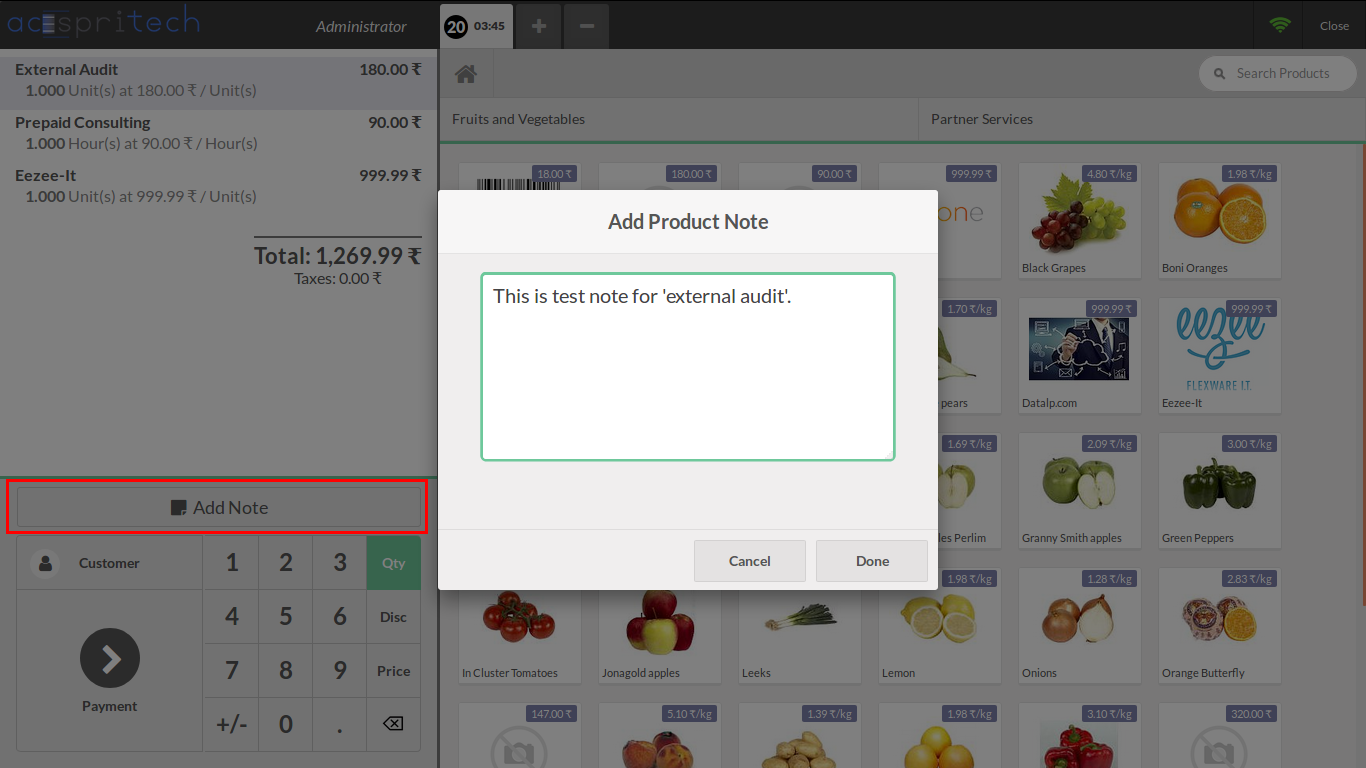 acespritech
Administrator
20 03:45
+
−
Close
External Audit 180.00 ₹
1.000 Unit(s) at 180.00 ₹ / Unit(s)
Prepaid Consulting 90.00 ₹
1.000 Hour(s) at 90.00 ₹ / Hour(s)
Eezee-It 999.99 ₹
1.000 Unit(s) at 999.99 ₹ / Unit(s)
Total: 1,269.99 ₹
Taxes: 0.00 ₹
Search Products
Fruits and Vegetables
Partner Services
18.00 ₹
180.00 ₹
90.00 ₹
999.99 ₹
one
4.80 ₹/kg
Black Grapes
1.98 ₹/kg
Boni Oranges
Add Product Note
This is test note for 'external audit'.
Cancel
Done
1.70 ₹/kg
pears
999.99 ₹
Datalp.com
999.99 ₹
eezee
FLEXWARE I.T.
Eezee-It
1.69 ₹/kg
les Perlim
2.09 ₹/kg
Granny Smith apples
3.00 ₹/kg
Green Peppers
In Cluster Tomatoes
Jonagold apples
Leeks
1.98 ₹/kg
Lemon
1.28 ₹/kg
Onions
2.83 ₹/kg
Orange Butterfly
147.00 ₹
5.10 ₹/kg
1.39 ₹/kg
1.98 ₹/kg
3.10 ₹/kg
320.00 ₹
Add Note
Customer
1 2 3 Qty
4 5 6 Disc
7 8 9 Price
+/- 0 .
Payment